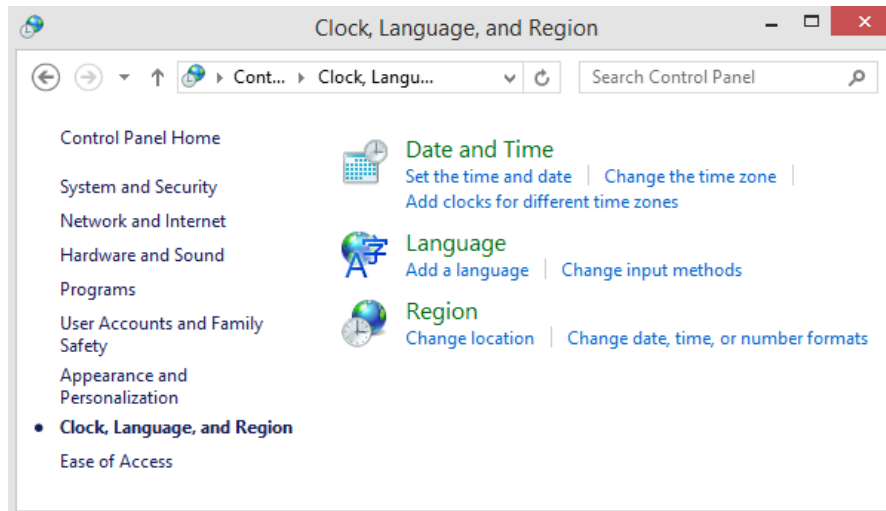 Clock, Language, and Region
Cont... Clock, Langu... Search Control Panel
Control Panel Home
System and Security
Network and Internet
Hardware and Sound
Programs
User Accounts and Family
Safety
Appearance and
Personalization
Clock, Language, and Region
Ease of Access
Date and Time
Set the time and date Change the time zone
Add clocks for different time zones
Language
Add a language Change input methods
Region
Change location Change date, time, or number formats